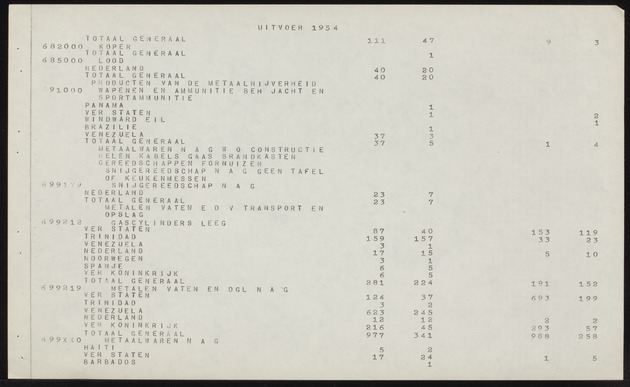 UITVOER 1954
TOTAAL GENERAAL 111 47 9 3
682000 KOPER
TOTAAL GENERAAL 1
685000 LOOD
NEDERLAND 40 20
TOTAAL GENERAAL 40 20
PRODUCTEN VAN DE METAALNIJVERHEID
691000 WAPENEN EN AMMUNITIE BEH JACHT EN
SPORTAMMUNITIE
PANAMA 1
VER STATEN 1 2
WINDWARD EIL 1
BRAZILIE 1
VENEZUELA 37 3
TOTAAL GENERAAL 37 5 1 4
METAALWAREN N A G W O CONSTRUCTIE
DELEN KABELS GAAS BRANDKASTEN
GEREEDSCHAPPEN FORNUIZEN
SNIJGEREEDSCHAP N A G GEEN TAFEL
OF KEUKENMESSEN
699179 SNIJGEREEDSCHAP N A G
NEDERLAND 23 7
TOTAAL GENERAAL 23 7
METALEN VATEN E D V TRANSPORT EN
OPSLAG
699212 GASCYLINDERS LEEG
VER STATEN 87 40 153 119
TRINIDAD 159 157 33 23
VENEZUELA 3 1
NEDERLAND 17 15 5 10
NOORWEGEN 3 1
SPANJE 6 5
VER KONINKRIJK 6 5
TOTAAL GENERAAL 281 224 191 152
699219 METALEN VATEN EN DGL N A G
VER STATEN 124 37 693 199
TRINIDAD 3 2
VENEZUELA 623 245
NEDERLAND 12 12 2 2
VER KONINKRIJK 216 45 293 57
TOTAAL GENERAAL 977 341 988 258
699XX0 METAALWAREN N A G
HAITI 5 2
VER STATEN 17 24 1 5
BARBADOS 1